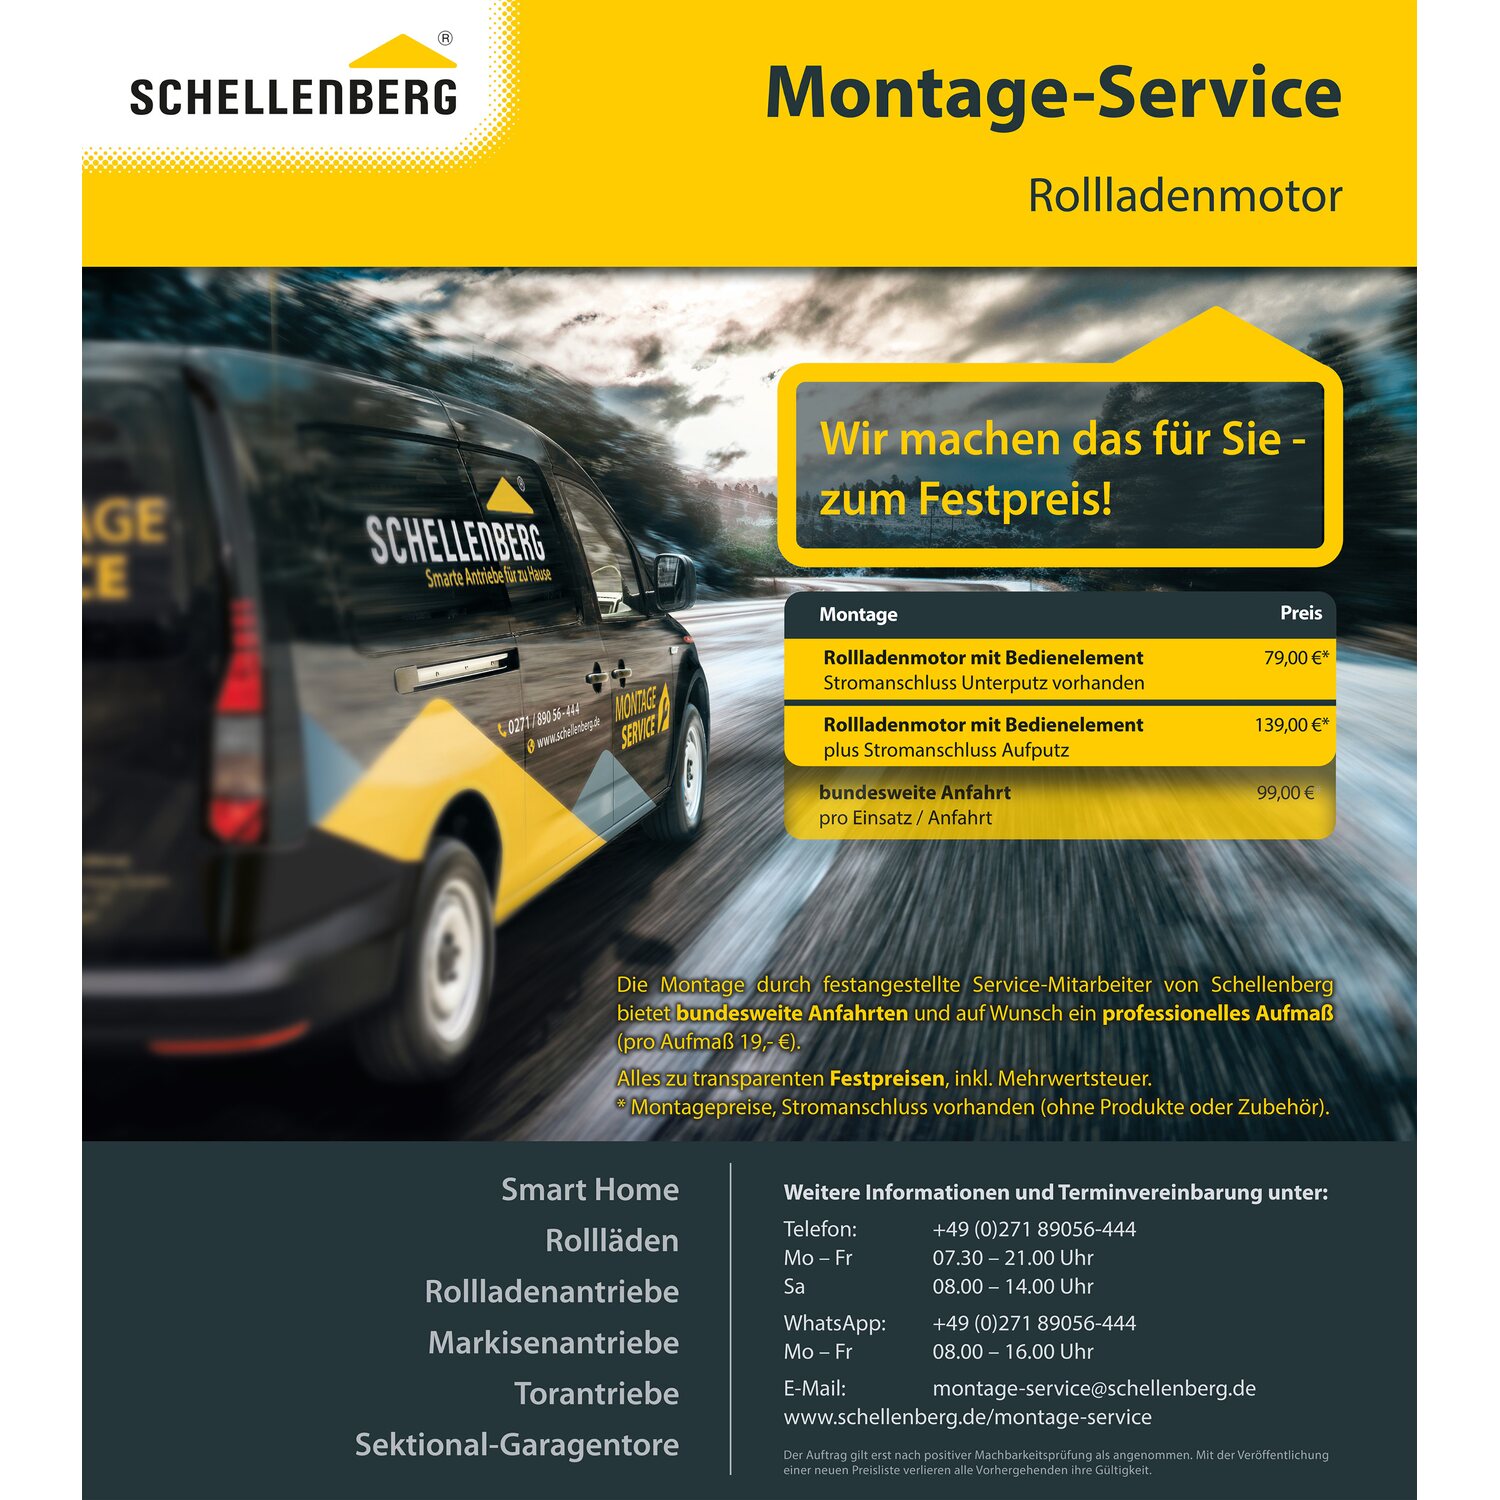 SCHELLENBERG ®
Montage-Service
Rollladenmotor
Wir machen das für Sie -
zum Festpreis!
AGE
CE
SCHELLENBERG ®
Smarte Antriebe für zu Hause
0271 / 890 56 - 444
www.schellenberg.de
MONTAGE
SERVICE
Montage Preis
Rollladenmotor mit Bedienelement 79,00 €*
Stromanschluss Unterputz vorhanden
Rollladenmotor mit Bedienelement 139,00 €*
plus Stromanschluss Aufputz
bundesweite Anfahrt 99,00 €
pro Einsatz / Anfahrt
Die Montage durch festangestellte Service-Mitarbeiter von Schellenberg
bietet bundesweite Anfahrten und auf Wunsch ein professionelles Aufmaß
(pro Aufmaß 19,- €).
Alles zu transparenten Festpreisen, inkl. Mehrwertsteuer.
* Montagepreise, Stromanschluss vorhanden (ohne Produkte oder Zubehör).
Smart Home
Rollläden
Rollladenantriebe
Markisenantriebe
Torantriebe
Sektional-Garagentore
Weitere Informationen und Terminvereinbarung unter:
Telefon: +49 (0)271 89056-444
Mo – Fr 07.30 – 21.00 Uhr
Sa 08.00 – 14.00 Uhr
WhatsApp: +49 (0)271 89056-444
Mo – Fr 08.00 – 16.00 Uhr
E-Mail: montage-service@schellenberg.de
www.schellenberg.de/montage-service
Der Auftrag gilt erst nach positiver Machbarkeitsprüfung als angenommen. Mit der Veröffentlichung
einer neuen Preisliste verlieren alle Vorhergehenden ihre Gültigkeit.